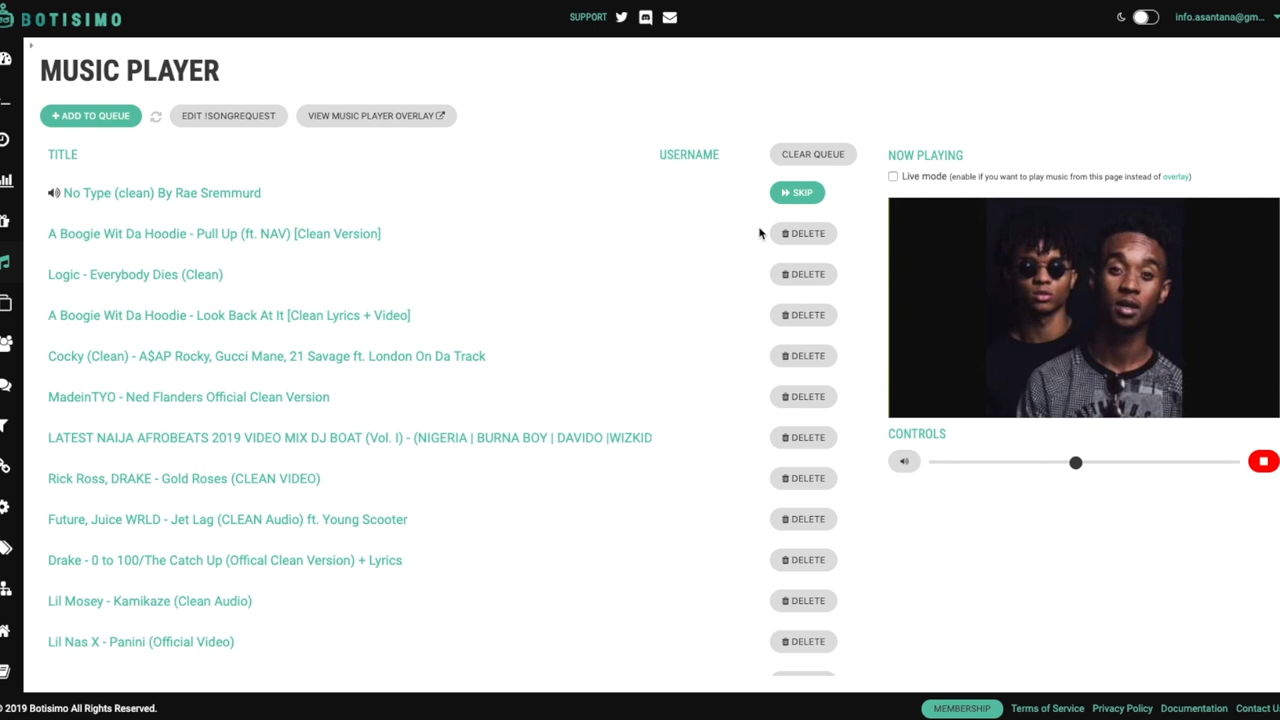 BOTISIMO
SUPPORT
info.asantana@gm...
MUSIC PLAYER
+ ADD TO QUEUE
EDIT !SONGREQUEST
VIEW MUSIC PLAYER OVERLAY
TITLE
USERNAME
CLEAR QUEUE
No Type (clean) By Rae Sremmurd
SKIP
A Boogie Wit Da Hoodie - Pull Up (ft. NAV) [Clean Version]
DELETE
Logic - Everybody Dies (Clean)
DELETE
A Boogie Wit Da Hoodie - Look Back At It [Clean Lyrics + Video]
DELETE
Cocky (Clean) - A$AP Rocky, Gucci Mane, 21 Savage ft. London On Da Track
DELETE
MadeinTYO - Ned Flanders Official Clean Version
DELETE
LATEST NAIJA AFROBEATS 2019 VIDEO MIX DJ BOAT (Vol. I) - (NIGERIA | BURNA BOY | DAVIDO |WIZKID
DELETE
Rick Ross, DRAKE - Gold Roses (CLEAN VIDEO)
DELETE
Future, Juice WRLD - Jet Lag (CLEAN Audio) ft. Young Scooter
DELETE
Drake - 0 to 100/The Catch Up (Offical Clean Version) + Lyrics
DELETE
Lil Mosey - Kamikaze (Clean Audio)
DELETE
Lil Nas X - Panini (Official Video)
DELETE
NOW PLAYING
Live mode (enable if you want to play music from this page instead of overlay)
CONTROLS
© 2019 Botisimo All Rights Reserved.
MEMBERSHIP
Terms of Service
Privacy Policy
Documentation
Contact U